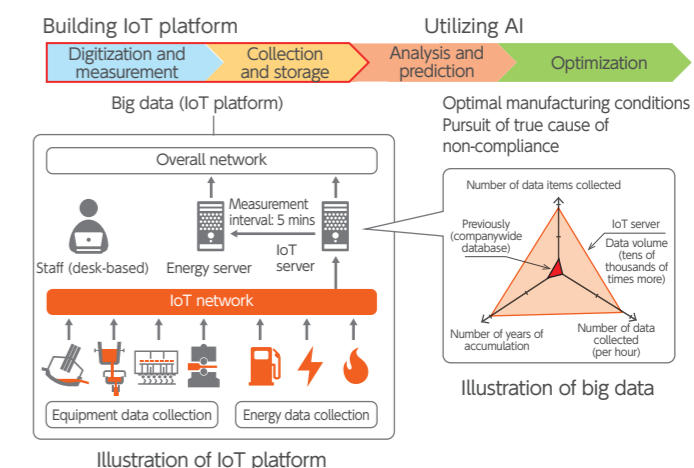 Building IoT platform
Utilizing AI
Digitization and
measurement
Collection
and storage
Analysis and
prediction
Optimization
Big data (IoT platform)
Overall network
Measurement
interval: 5 mins
IoT
server
Staff (desk-based)
Energy server
IoT network
Equipment data collection
Energy data collection
Illustration of IoT platform
Optimal manufacturing conditions
Pursuit of true cause of
non-compliance
Number of data items collected
Previously
(companywide
database)
IoT server
Data volume
(tens of
thousands of
times more)
Number of years of
accumulation
Number of data
collected
(per hour)
Illustration of big data